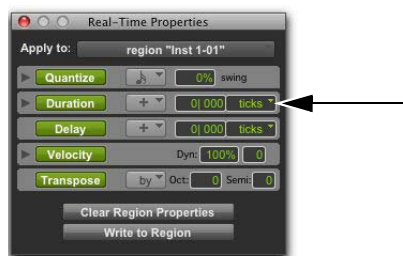 Real-Time Properties
Apply to: region "Inst 1-01"
Quantize 0% swing
Duration + 0| 000 ticks
Delay + 0| 000 ticks
Velocity Dyn: 100% 0
Transpose by Oct: 0 Semi: 0
Clear Region Properties
Write to Region